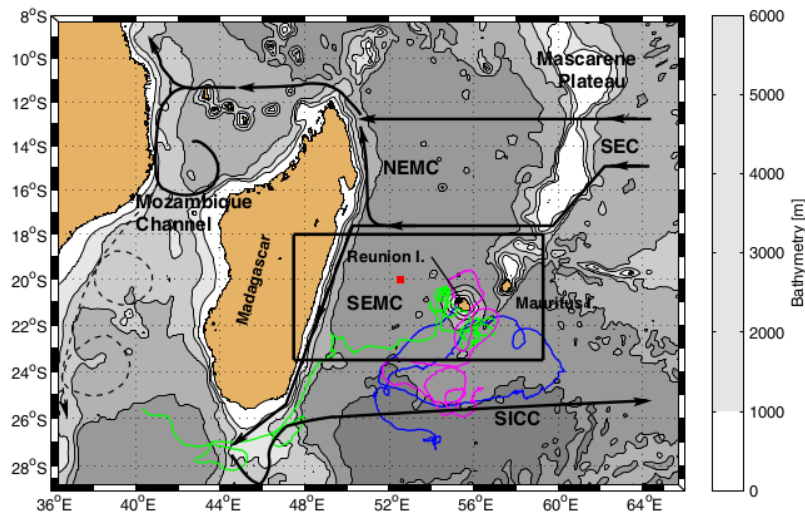 8°S
10°S
12°S
14°S
16°S
18°S
20°S
22°S
24°S
26°S
28°S
36°E
40°E
44°E
48°E
52°E
56°E
60°E
64°E
Mascarene
Plateau
SEC
NEMC
Mozambique
Channel
Madagascar
Reunion I.
SEMC
Mauritus I.
SICC
6000
5000
4000
3000
2000
1000
0
Bathymetry [m]